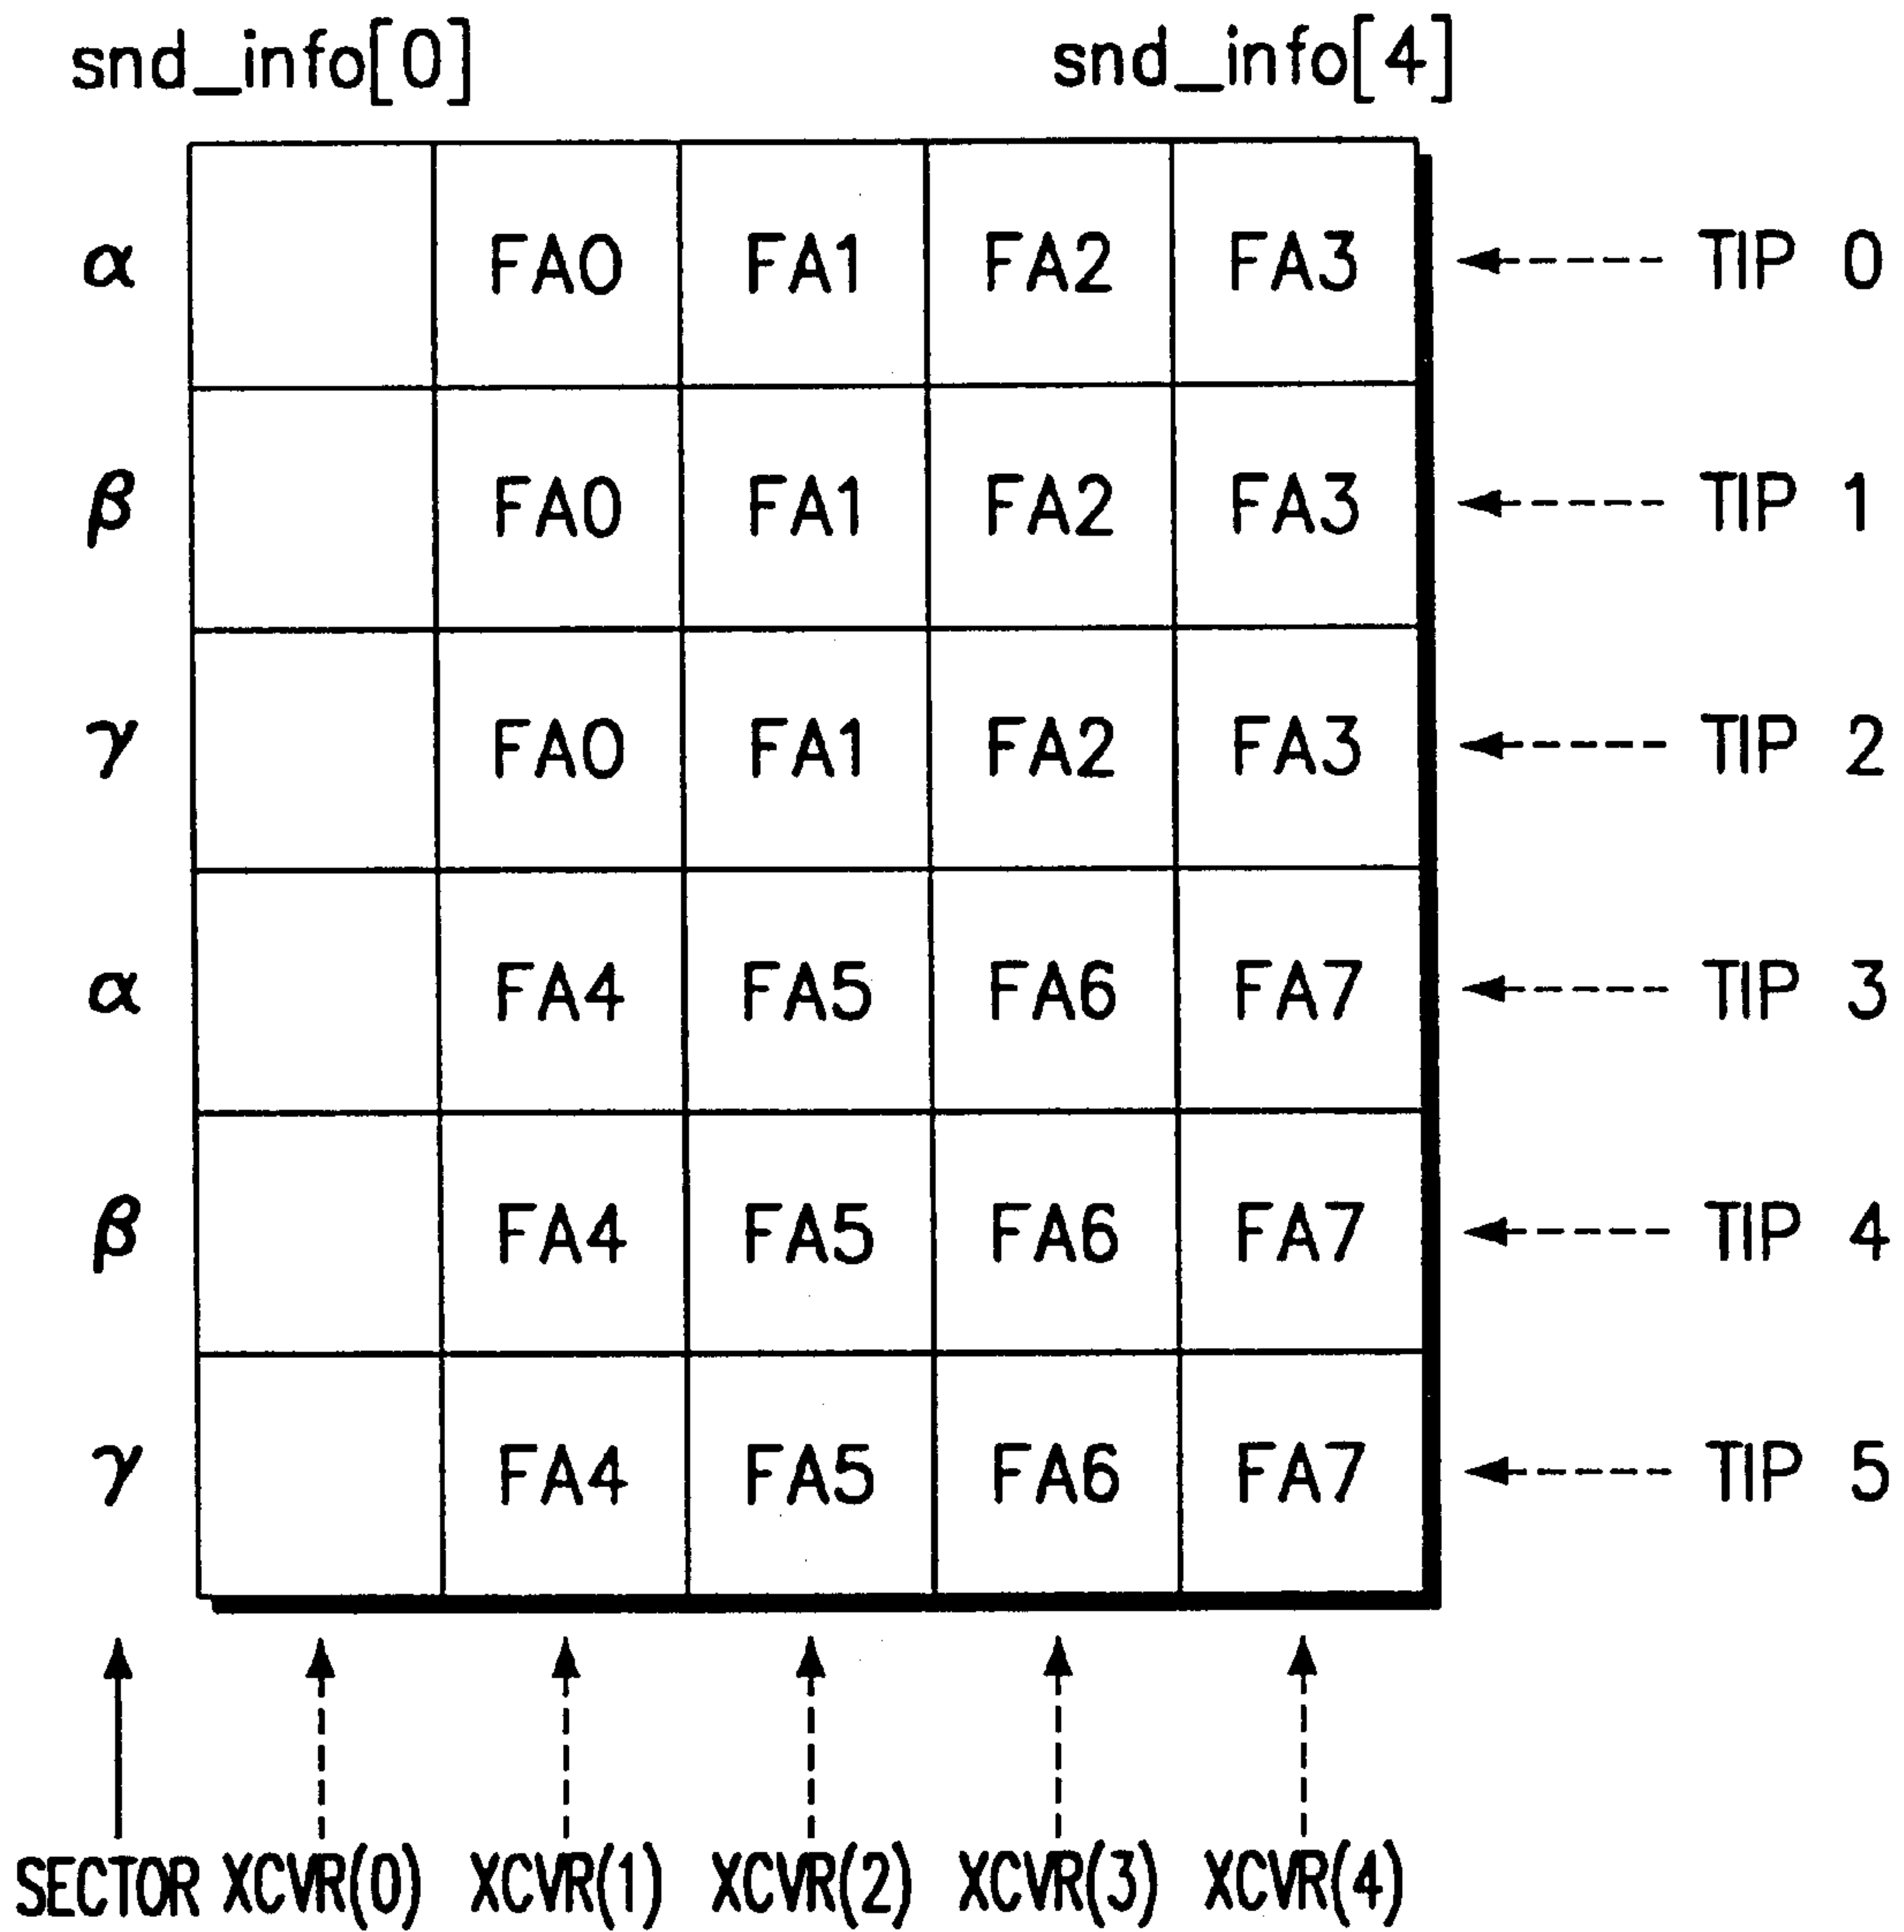 snd_info[0] snd_info[4]
α FA0 FA1 FA2 FA3 TIP 0
β FA0 FA1 FA2 FA3 TIP 1
γ FA0 FA1 FA2 FA3 TIP 2
α FA4 FA5 FA6 FA7 TIP 3
β FA4 FA5 FA6 FA7 TIP 4
γ FA4 FA5 FA6 FA7 TIP 5
SECTOR XCVR(0) XCVR(1) XCVR(2) XCVR(3) XCVR(4)